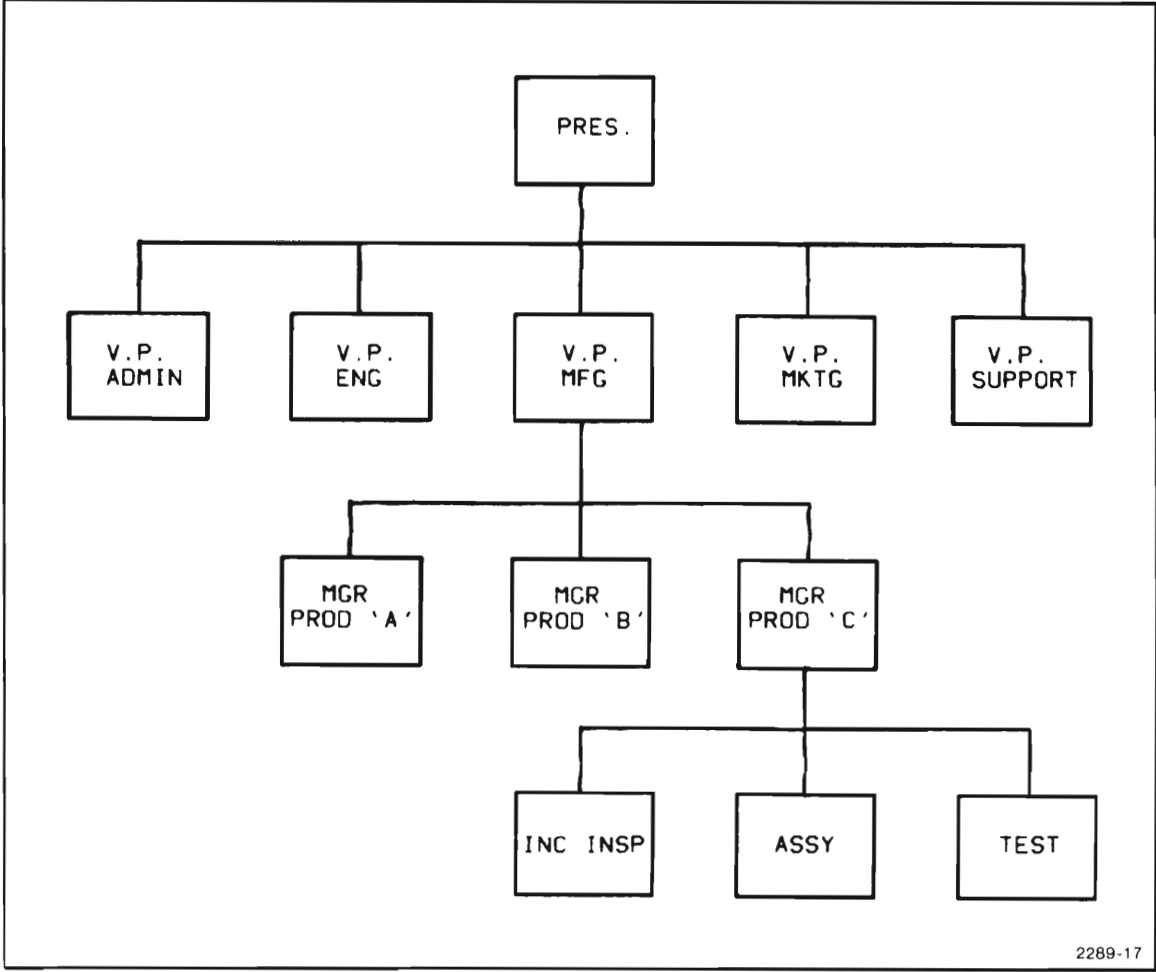 PRES.
V.P.
ADMIN
V.P.
ENG
V.P.
MFG
V.P.
MKTG
V.P.
SUPPORT
MGR
PROD 'A'
MGR
PROD 'B'
MGR
PROD 'C'
INC INSP
ASSY
TEST
2289-17